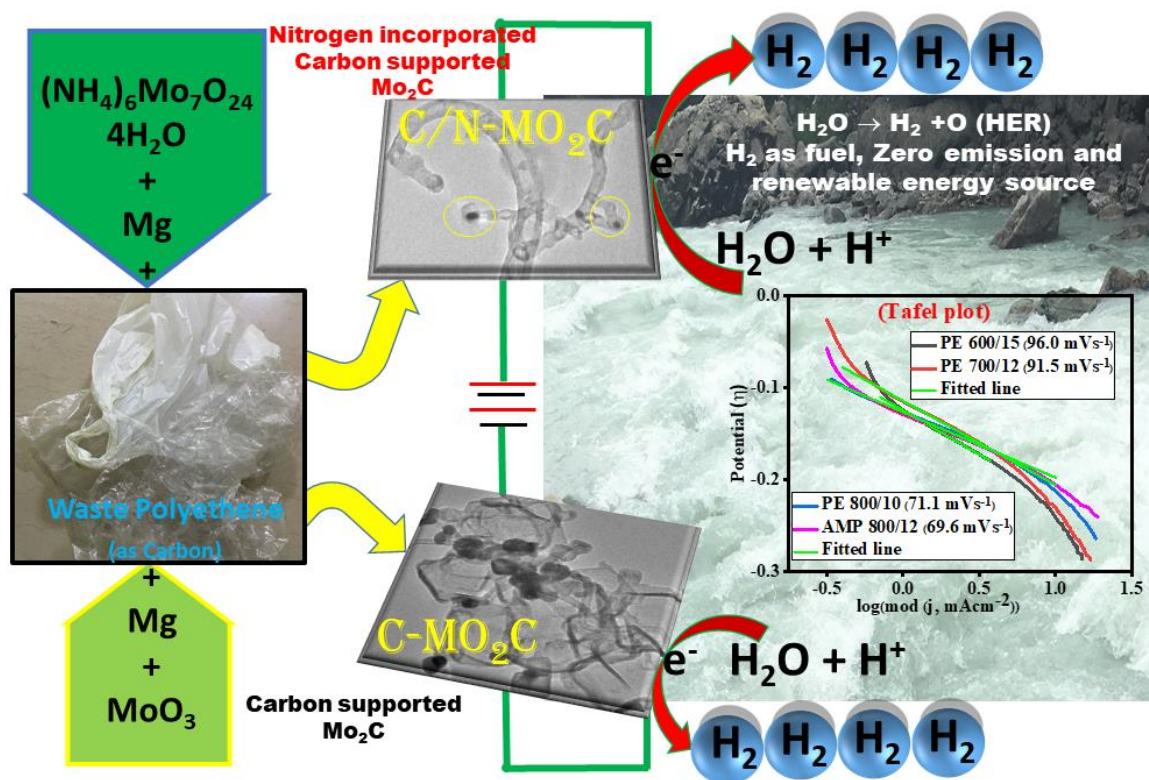 (NH₄)₆Mo₇O₂₄
4H₂O
+
Mg
+
Waste Polyethene
(as Carbon)
+
Mg
+
MoO₃
Nitrogen incorporated
Carbon supported
Mo₂C
C/N-MO₂C
e⁻
H₂ H₂ H₂ H₂
H₂O → H₂ +O (HER)
H₂ as fuel, Zero emission and
renewable energy source
H₂O + H⁺
(Tafel plot)
PE 600/15 (96.0 mVs⁻¹)
PE 700/12 (91.5 mVs⁻¹)
Fitted line
PE 800/10 (71.1 mVs⁻¹)
AMP 800/12 (69.6 mVs⁻¹)
Fitted line
Potential (η)
0.0
-0.1
-0.2
-0.3
-0.5 0.0 0.5 1.0 1.5
log(mod (j, mAcm⁻²))
C-MO₂C
Carbon supported
Mo₂C
e⁻
H₂O + H⁺
H₂ H₂ H₂ H₂